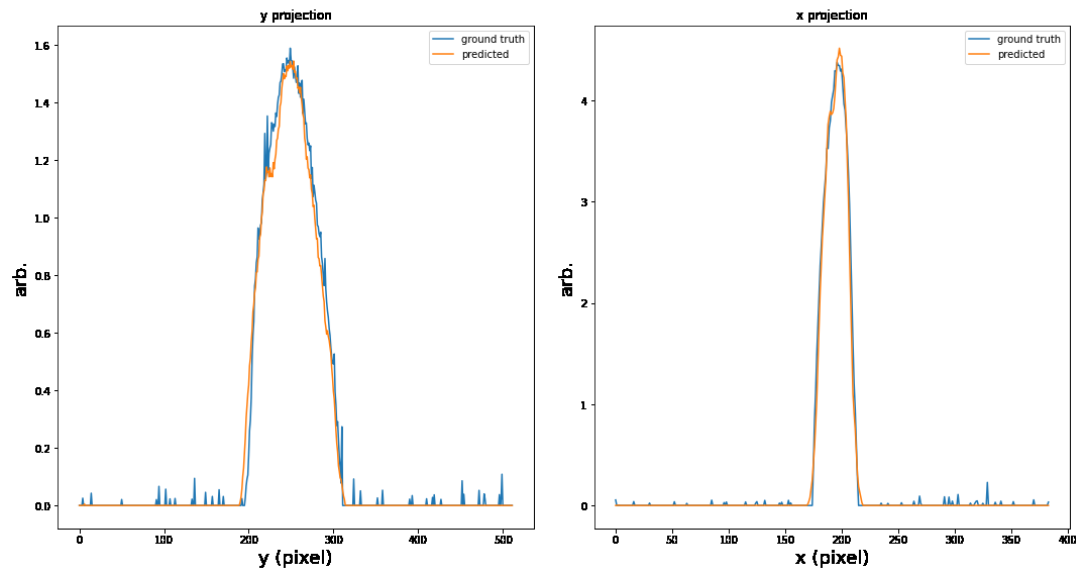 y projection
ground truth
predicted
1.6
1.4
1.2
1.0
0.8
0.6
0.4
0.2
0.0
arb.
0 100 200 300 400 500
y (pixel)
x projection
ground truth
predicted
4
3
2
1
0
arb.
0 50 100 150 200 250 300 350 400
x (pixel)